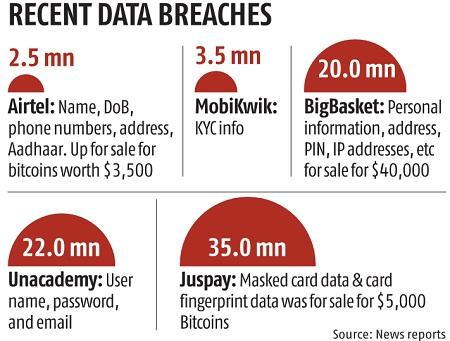 RECENT DATA BREACHES
2.5 mn
Airtel: Name, DoB,
phone numbers, address,
Aadhaar. Up for sale for
bitcoins worth $3,500
3.5 mn
MobiKwik:
KYC info
20.0 mn
BigBasket: Personal
information, address,
PIN, IP addresses, etc
for sale for $40,000
22.0 mn
Unacademy: User
name, password,
and email
35.0 mn
Juspay: Masked card data & card
fingerprint data was for sale for $5,000
Bitcoins
Source: News reports